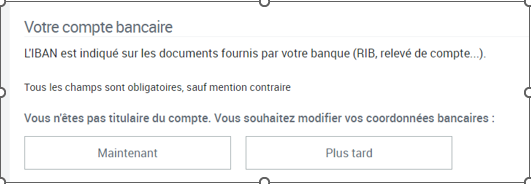 Votre compte bancaire
L'IBAN est indiqué sur les documents fournis par votre banque (RIB, relevé de compte...).
Tous les champs sont obligatoires, sauf mention contraire
Vous n'êtes pas titulaire du compte. Vous souhaitez modifier vos coordonnées bancaires :
Maintenant Plus tard